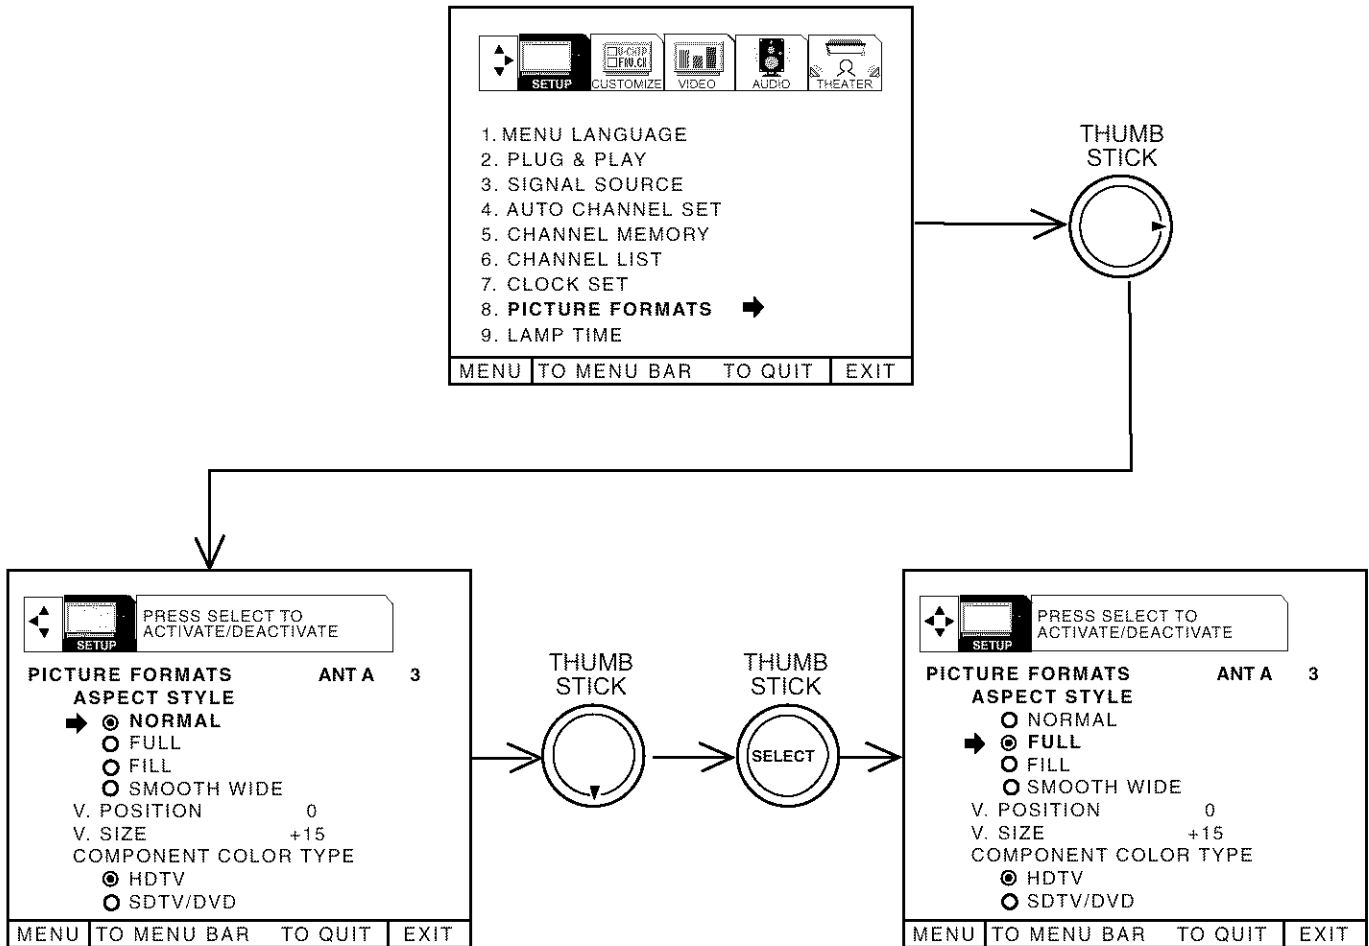 V-CHIP
FAV.CH
SETUP CUSTOMIZE VIDEO AUDIO THEATER
1. MENU LANGUAGE
2. PLUG & PLAY
3. SIGNAL SOURCE
4. AUTO CHANNEL SET
5. CHANNEL MEMORY
6. CHANNEL LIST
7. CLOCK SET
8. PICTURE FORMATS
9. LAMP TIME
MENU TO MENU BAR TO QUIT EXIT
THUMB
STICK
PRESS SELECT TO
ACTIVATE/DEACTIVATE
SETUP
PICTURE FORMATS ANT A 3
ASPECT STYLE
NORMAL
FULL
FILL
SMOOTH WIDE
V. POSITION 0
V. SIZE +15
COMPONENT COLOR TYPE
HDTV
SDTV/DVD
MENU TO MENU BAR TO QUIT EXIT
THUMB
STICK
THUMB
STICK
SELECT
PRESS SELECT TO
ACTIVATE/DEACTIVATE
SETUP
PICTURE FORMATS ANT A 3
ASPECT STYLE
NORMAL
FULL
FILL
SMOOTH WIDE
V. POSITION 0
V. SIZE +15
COMPONENT COLOR TYPE
HDTV
SDTV/DVD
MENU TO MENU BAR TO QUIT EXIT